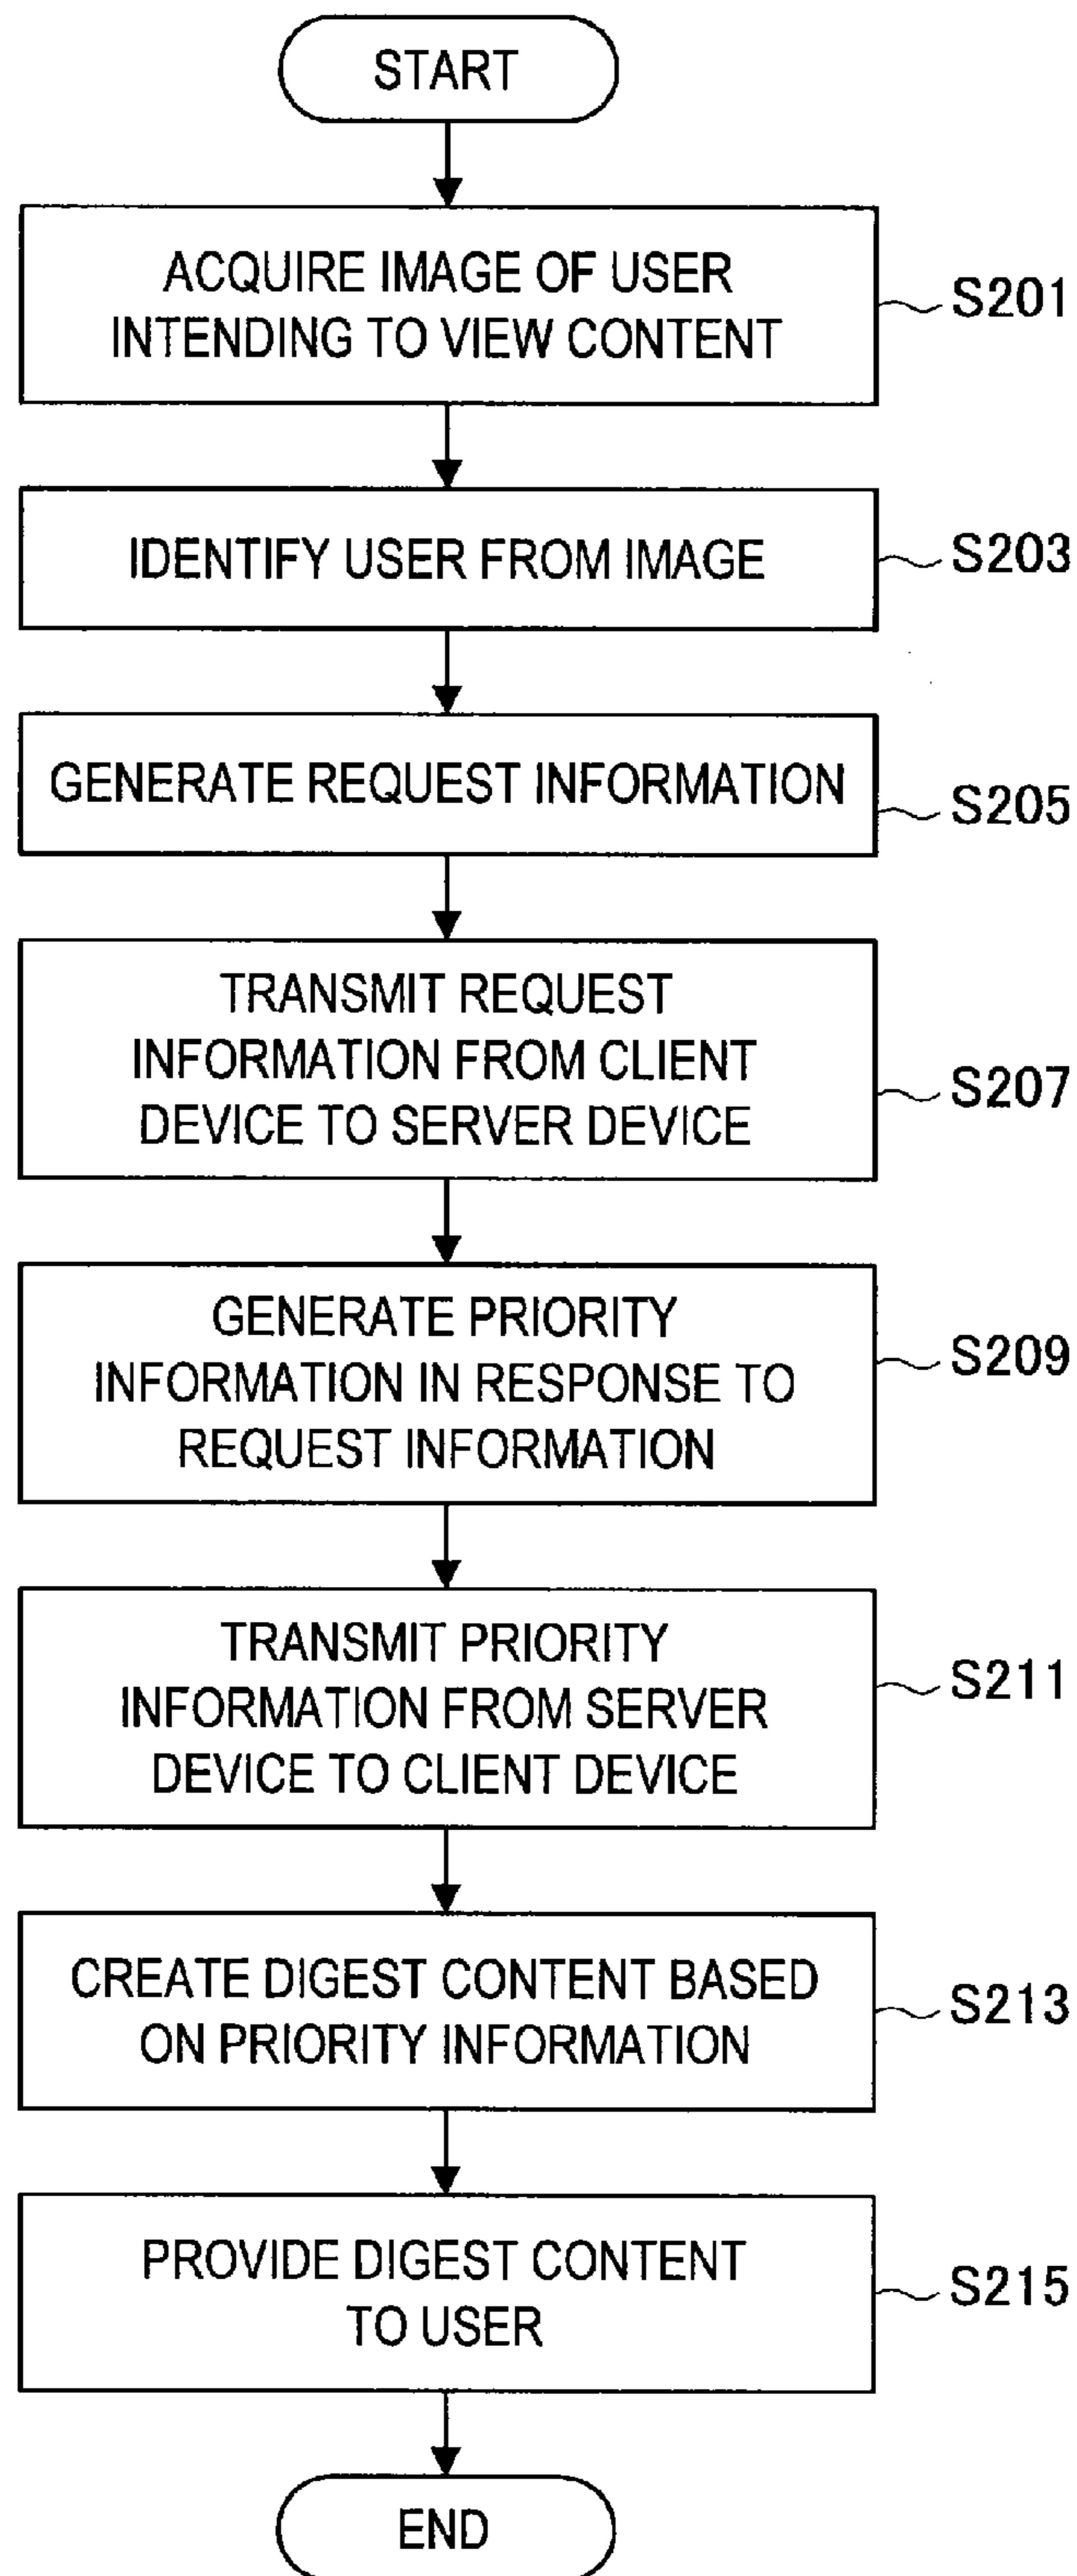 START
ACQUIRE IMAGE OF USER
INTENDING TO VIEW CONTENT
S201
IDENTIFY USER FROM IMAGE
S203
GENERATE REQUEST INFORMATION
S205
TRANSMIT REQUEST
INFORMATION FROM CLIENT
DEVICE TO SERVER DEVICE
S207
GENERATE PRIORITY
INFORMATION IN RESPONSE TO
REQUEST INFORMATION
S209
TRANSMIT PRIORITY
INFORMATION FROM SERVER
DEVICE TO CLIENT DEVICE
S211
CREATE DIGEST CONTENT BASED
ON PRIORITY INFORMATION
S213
PROVIDE DIGEST CONTENT
TO USER
S215
END